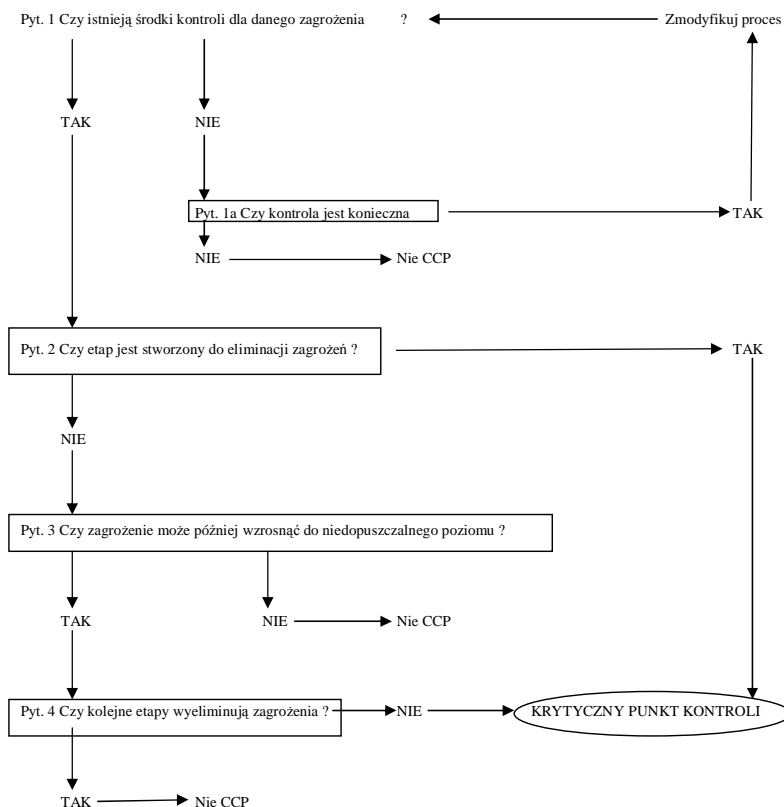 Pyt. 1 Czy istnieją środki kontroli dla danego zagrożenia ?
Zmodyfikuj proces
TAK
NIE
Pyt. 1a Czy kontrola jest konieczna
TAK
NIE
Nie CCP
Pyt. 2 Czy etap jest stworzony do eliminacji zagrożeń ?
TAK
NIE
Pyt. 3 Czy zagrożenie może później wzrosnąć do niedopuszczalnego poziomu ?
TAK
NIE
Nie CCP
Pyt. 4 Czy kolejne etapy wyeliminują zagrożenia ?
NIE
KRYTYCZNY PUNKT KONTROLI
TAK
Nie CCP